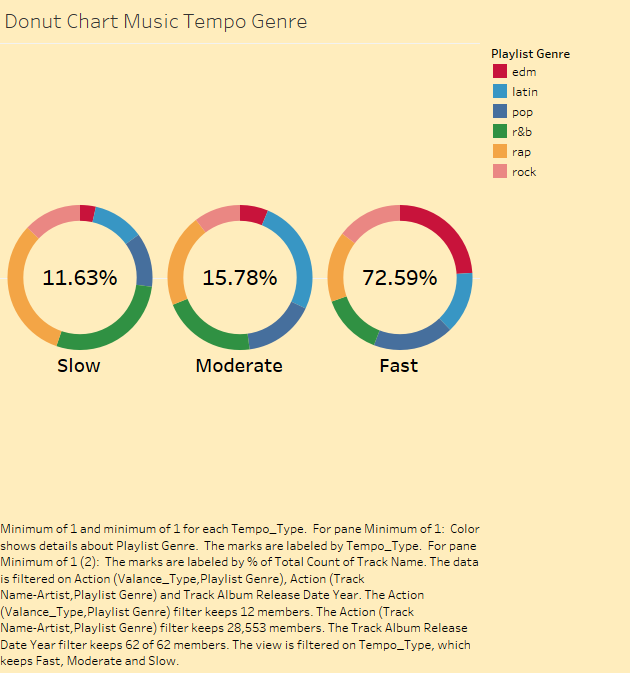 Donut Chart Music Tempo Genre
Playlist Genre
edm
latin
pop
r&b
rap
rock
11.63%
15.78%
72.59%
Slow
Moderate
Fast
Minimum of 1 and minimum of 1 for each Tempo_Type.  For pane Minimum of 1:  Color
shows details about Playlist Genre.  The marks are labeled by Tempo_Type.  For pane
Minimum of 1 (2):  The marks are labeled by % of Total Count of Track Name. The data
is filtered on Action (Valance_Type,Playlist Genre), Action (Track
Name-Artist,Playlist Genre) and Track Album Release Date Year. The Action
(Valance_Type,Playlist Genre) filter keeps 12 members. The Action (Track
Name-Artist,Playlist Genre) filter keeps 28,553 members. The Track Album Release
Date Year filter keeps 62 of 62 members. The view is filtered on Tempo_Type, which
keeps Fast, Moderate and Slow.